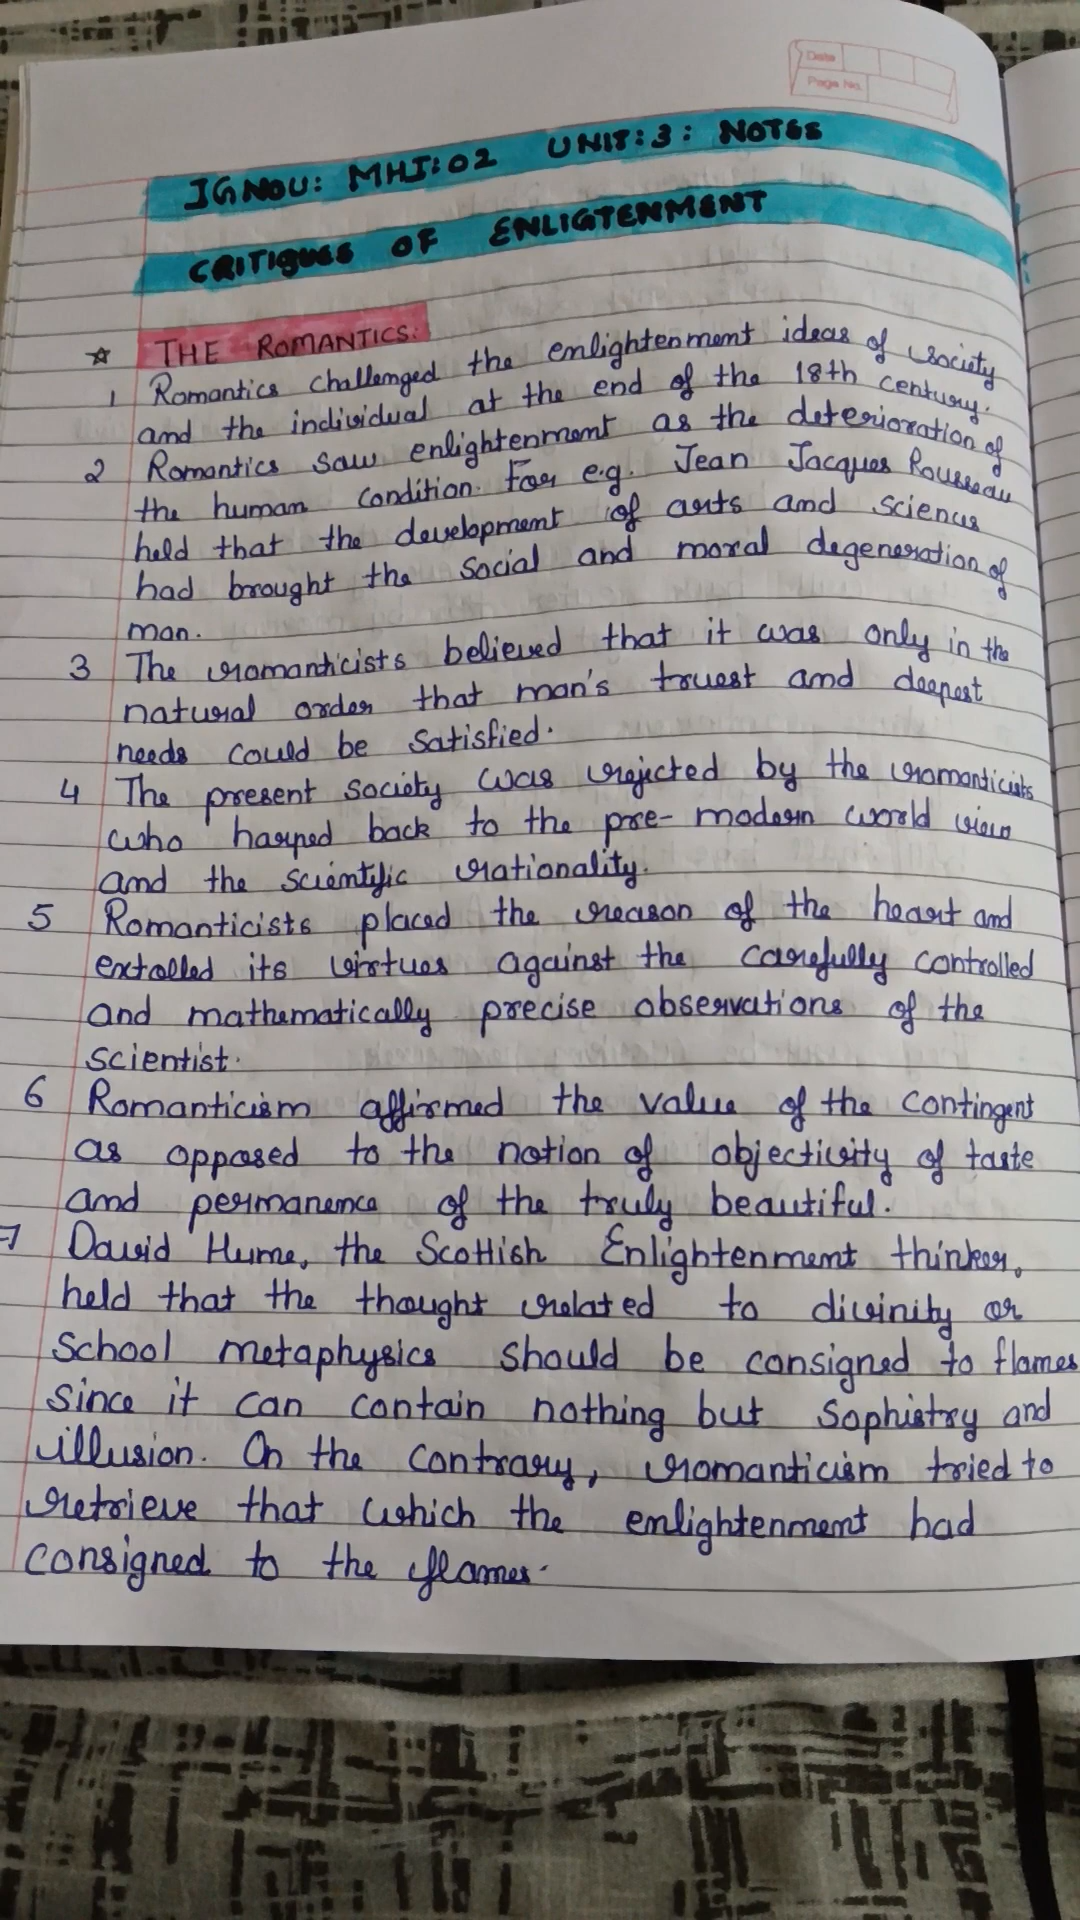 Date
Page No.
IGNOU: MHI:02 UNIT:3: NOTES
CRITIQUES OF ENLIGTENMENT
☆ THE ROMANTICS:
1 Romantics challenged the enlightenment ideas of society
and the individual at the end of the 18th century.
2 Romantics saw enlightenment as the deterioration of
the human condition. For e.g. Jean Jacques Rousseau
held that the development of arts and sciences
had brought the social and moral degeneration of
man.
3 The romanticists believed that it was only in the
natural order that man's truest and deepest
needs could be satisfied.
4 The present society was rejected by the romanticists
who harped back to the pre-modern world view
and the scientific rationality.
5 Romanticists placed the reason of the heart and
extolled its virtues against the carefully controlled
and mathematically precise observations of the
scientist.
6 Romanticism affirmed the value of the contingent
as opposed to the notion of objectivity of taste
and permanence of the truly beautiful.
7 David Hume, the Scottish Enlightenment thinker,
held that the thought related to divinity or
school metaphysics should be consigned to flames
since it can contain nothing but sophistry and
illusion. On the contrary, romanticism tried to
retrieve that which the enlightenment had
consigned to the flames.